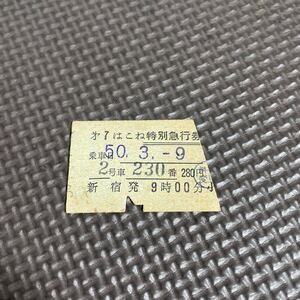 才7はこね特別急行券
乗車日 50.3.-9
2号車 230番 280円
新宿発 9時00分